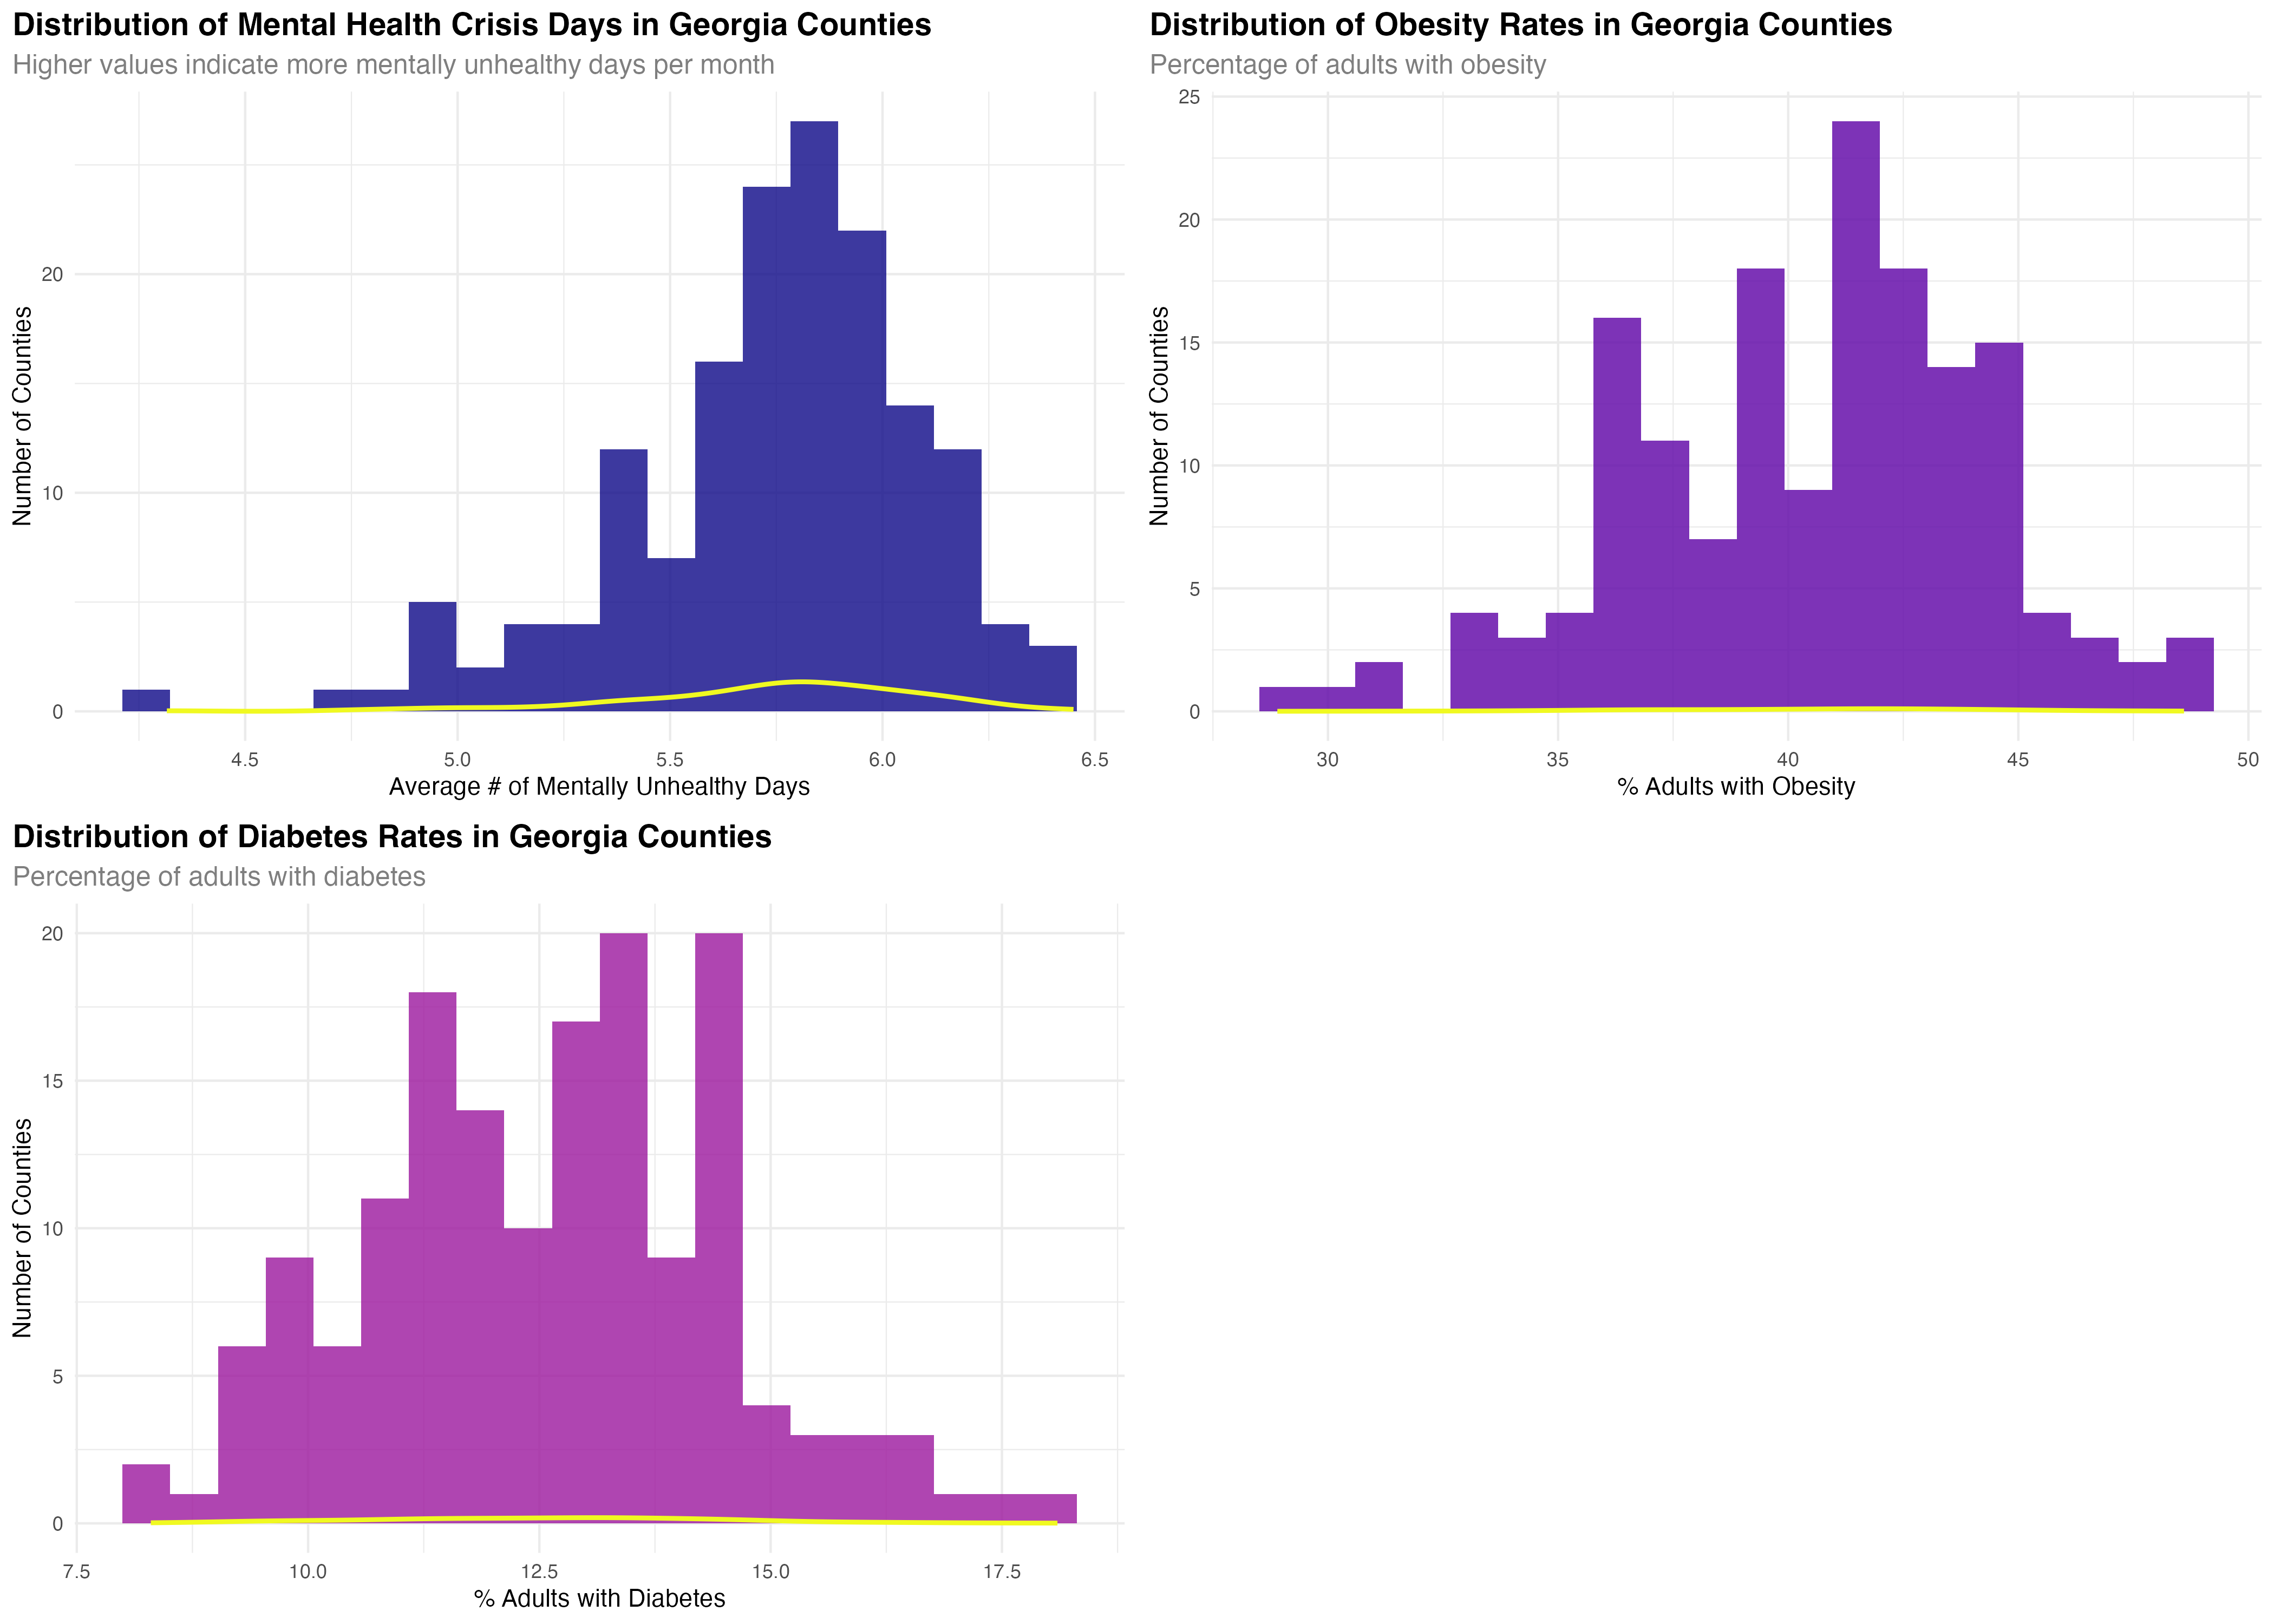 Distribution of Mental Health Crisis Days in Georgia Counties
Higher values indicate more mentally unhealthy days per month
Number of Counties
20
10
0
4.5 5.0 5.5 6.0 6.5
Average # of Mentally Unhealthy Days
Distribution of Obesity Rates in Georgia Counties
Percentage of adults with obesity
Number of Counties
25
20
15
10
5
0
30 35 40 45 50
% Adults with Obesity
Distribution of Diabetes Rates in Georgia Counties
Percentage of adults with diabetes
Number of Counties
20
15
10
5
0
7.5 10.0 12.5 15.0 17.5
% Adults with Diabetes